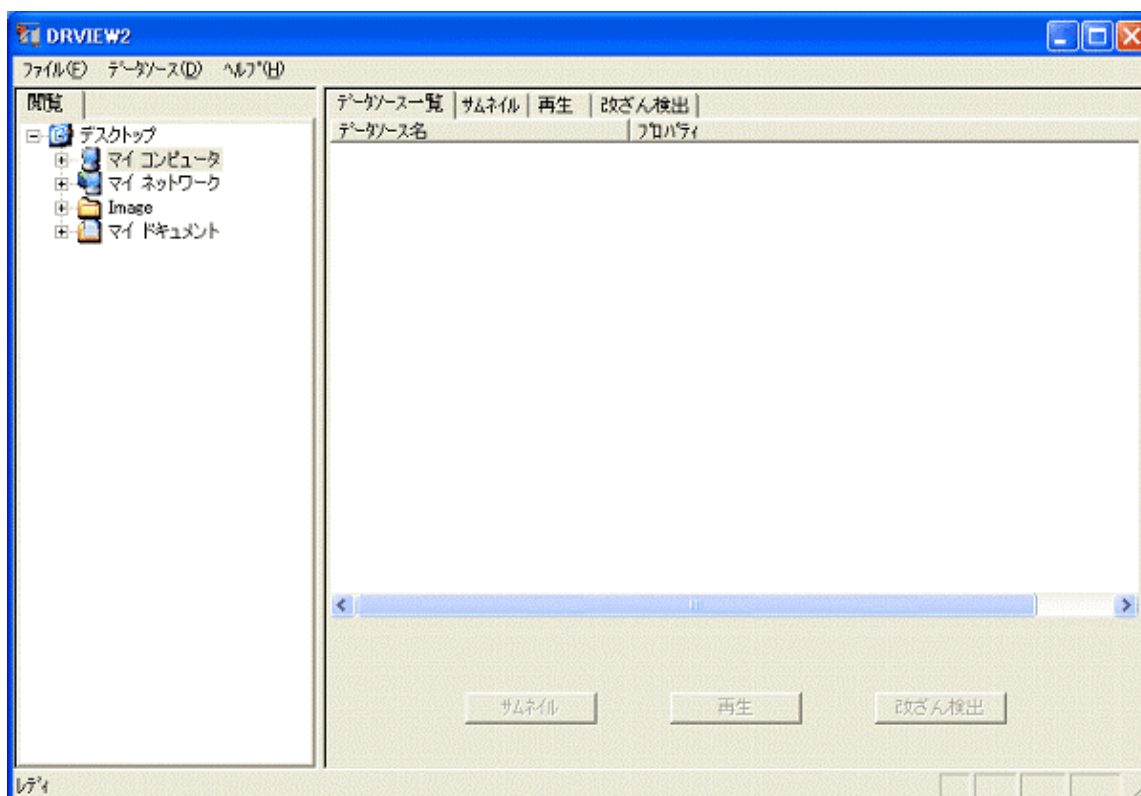 DRVIEW2
ファイル(F) データソース(D) ヘルプ(H)
閲覧
デスクトップ
マイ コンピュータ
マイ ネットワーク
Image
マイ ドキュメント
データソース一覧 サムネイル 再生 改ざん検出
データソース名 プロパティ
サムネイル 再生 改ざん検出
レディ